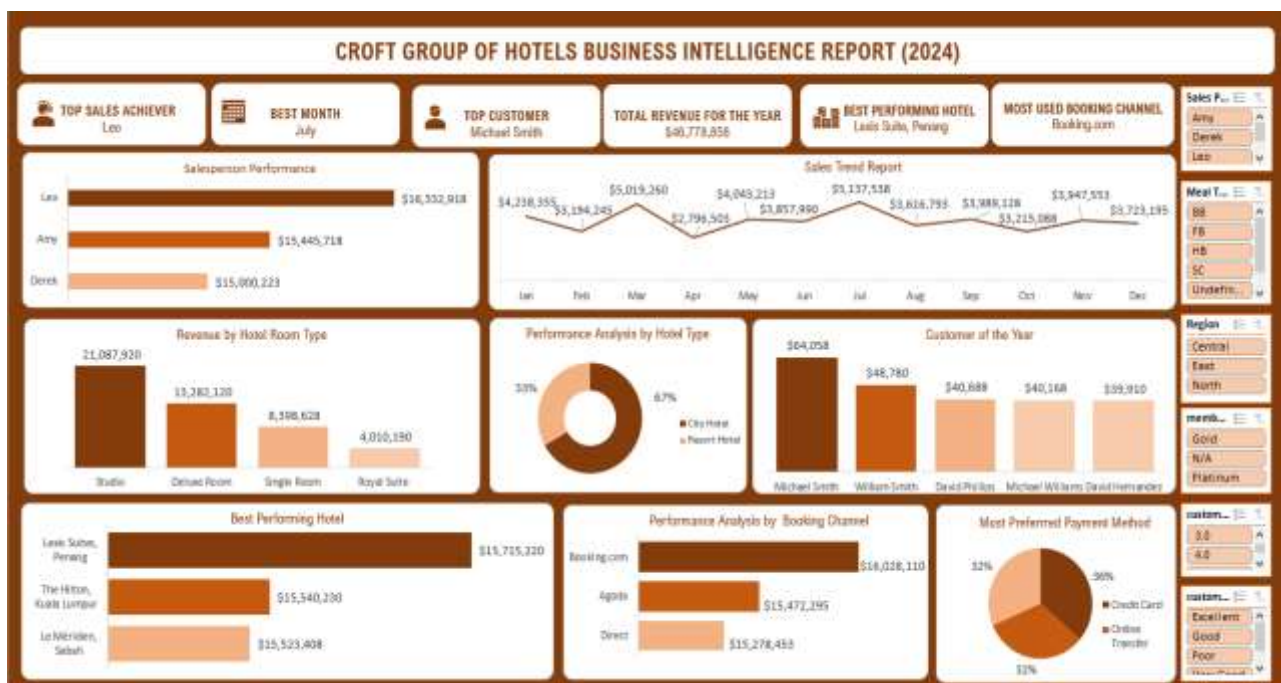 CROFT GROUP OF HOTELS BUSINESS INTELLIGENCE REPORT (2024)
TOP SALES ACHIEVER
Leo
BEST MONTH
July
TOP CUSTOMER
Michael Smith
TOTAL REVENUE FOR THE YEAR
$46,778,858
BEST PERFORMING HOTEL
Lexis Suite, Penang
MOST USED BOOKING CHANNEL
Booking.com
Sales P...
Amy
Derek
Leo
Salesperson Performance
Leo
$16,332,918
Amy
$15,445,718
Derek
$15,000,223
Sales Trend Report
$4,238,355
$3,194,245
$5,019,260
$2,796,503
$4,043,213
$3,857,990
$5,137,538
$3,616,793
$3,989,128
$3,215,088
$3,947,553
$3,723,195
Jan Feb Mar Apr May Jun Jul Aug Sep Oct Nov Dec
Meal T...
BB
FB
HB
SC
Undefin...
Revenue by Hotel Room Type
21,087,920
13,282,120
8,398,628
4,010,190
Studio Deluxe Room Single Room Royal Suite
Performance Analysis by Hotel Type
33%
67%
City Hotel
Resort Hotel
Customer of the Year
$64,058
$48,780
$40,688
$40,168
$39,910
Michael Smith William Smith David Phillips Michael Williams David Hernandez
Region
Central
East
North
memb...
Gold
N/A
Platinum
Best Performing Hotel
Lexis Suites,
Penang
$15,715,220
The Hilton,
Kuala Lumpur
$15,540,230
Le Meriden,
Sabah
$15,523,408
Performance Analysis by Booking Channel
Booking.com
$16,028,110
Agoda
$15,472,295
Direct
$15,278,453
Most Preferred Payment Method
32%
36%
32%
Credit Card
Online
Transfer
custom...
3.0
4.0
custom...
Excellent
Good
Poor
Very Good